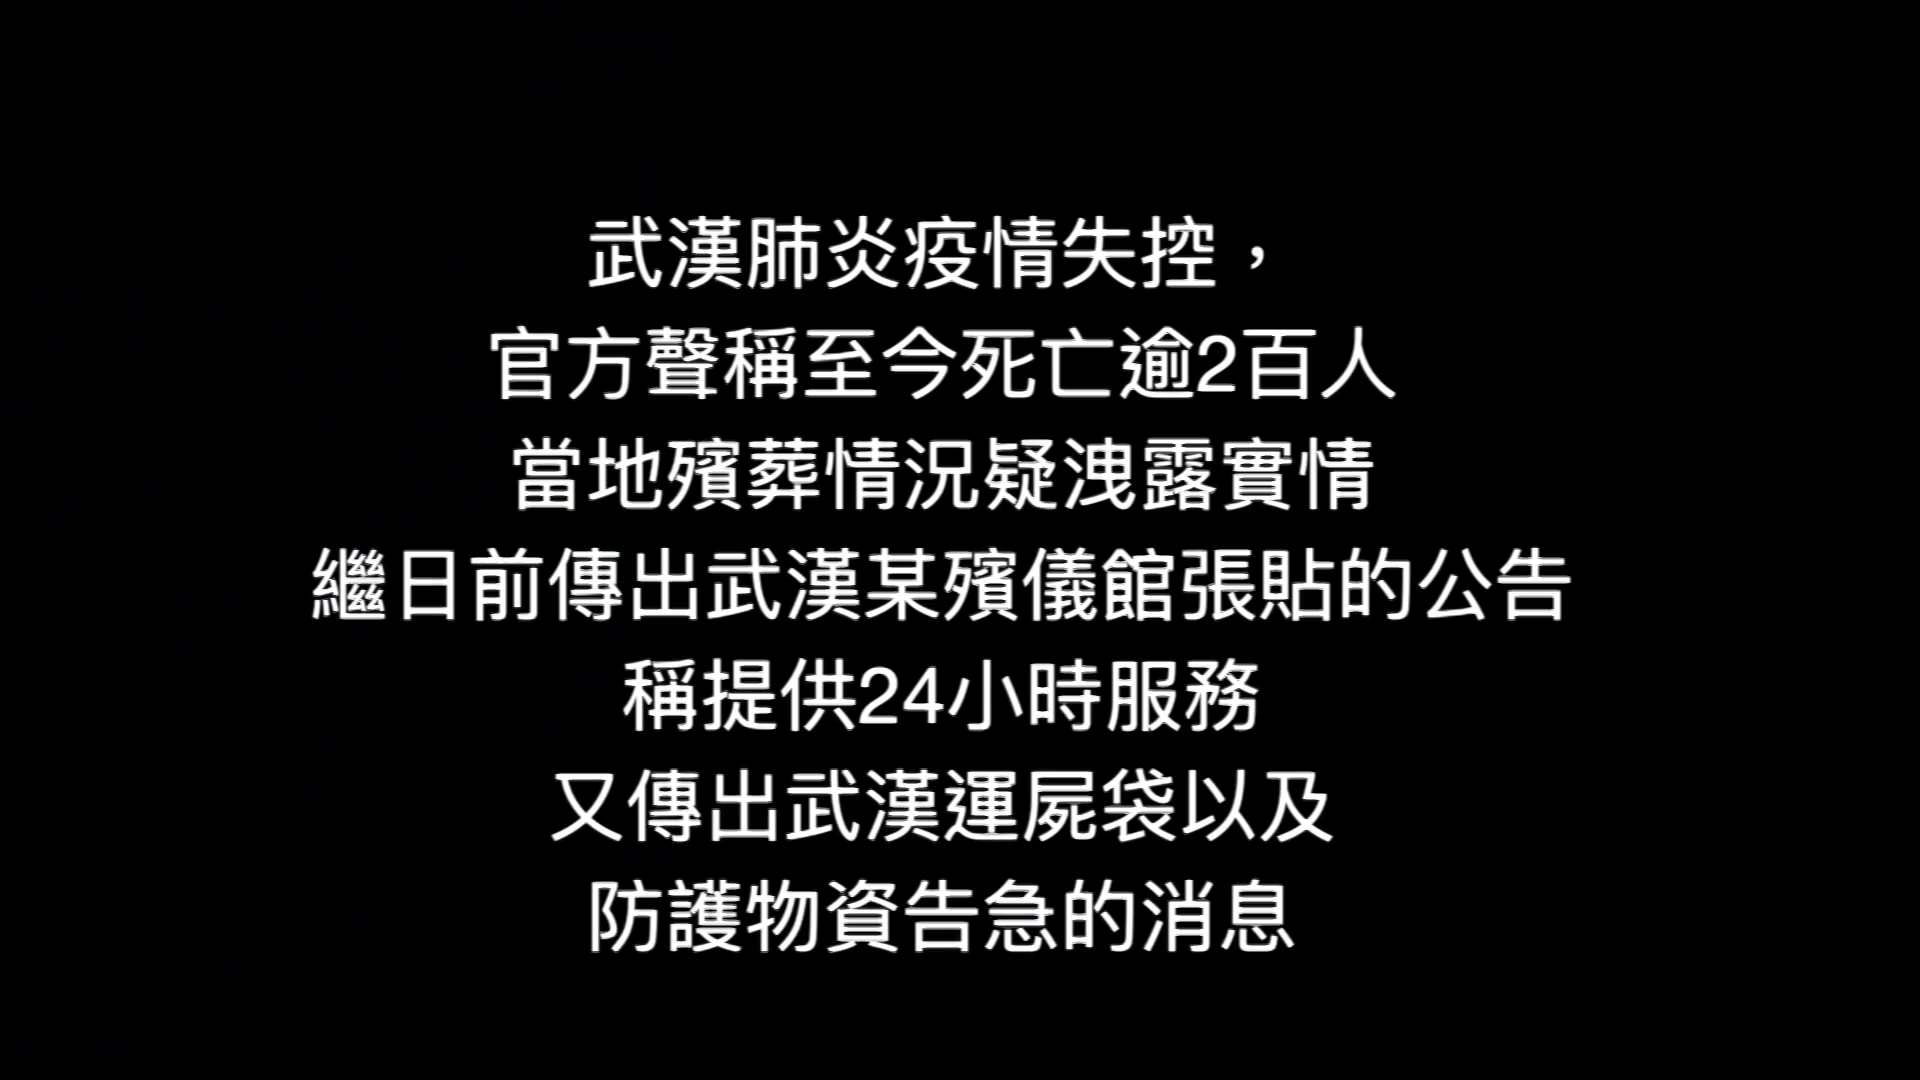 武漢肺炎疫情失控，
官方聲稱至今死亡逾2百人
當地殯葬情況疑洩露實情
繼日前傳出武漢某殯儀館張貼的公告
稱提供24小時服務
又傳出武漢運屍袋以及
防護物資告急的消息